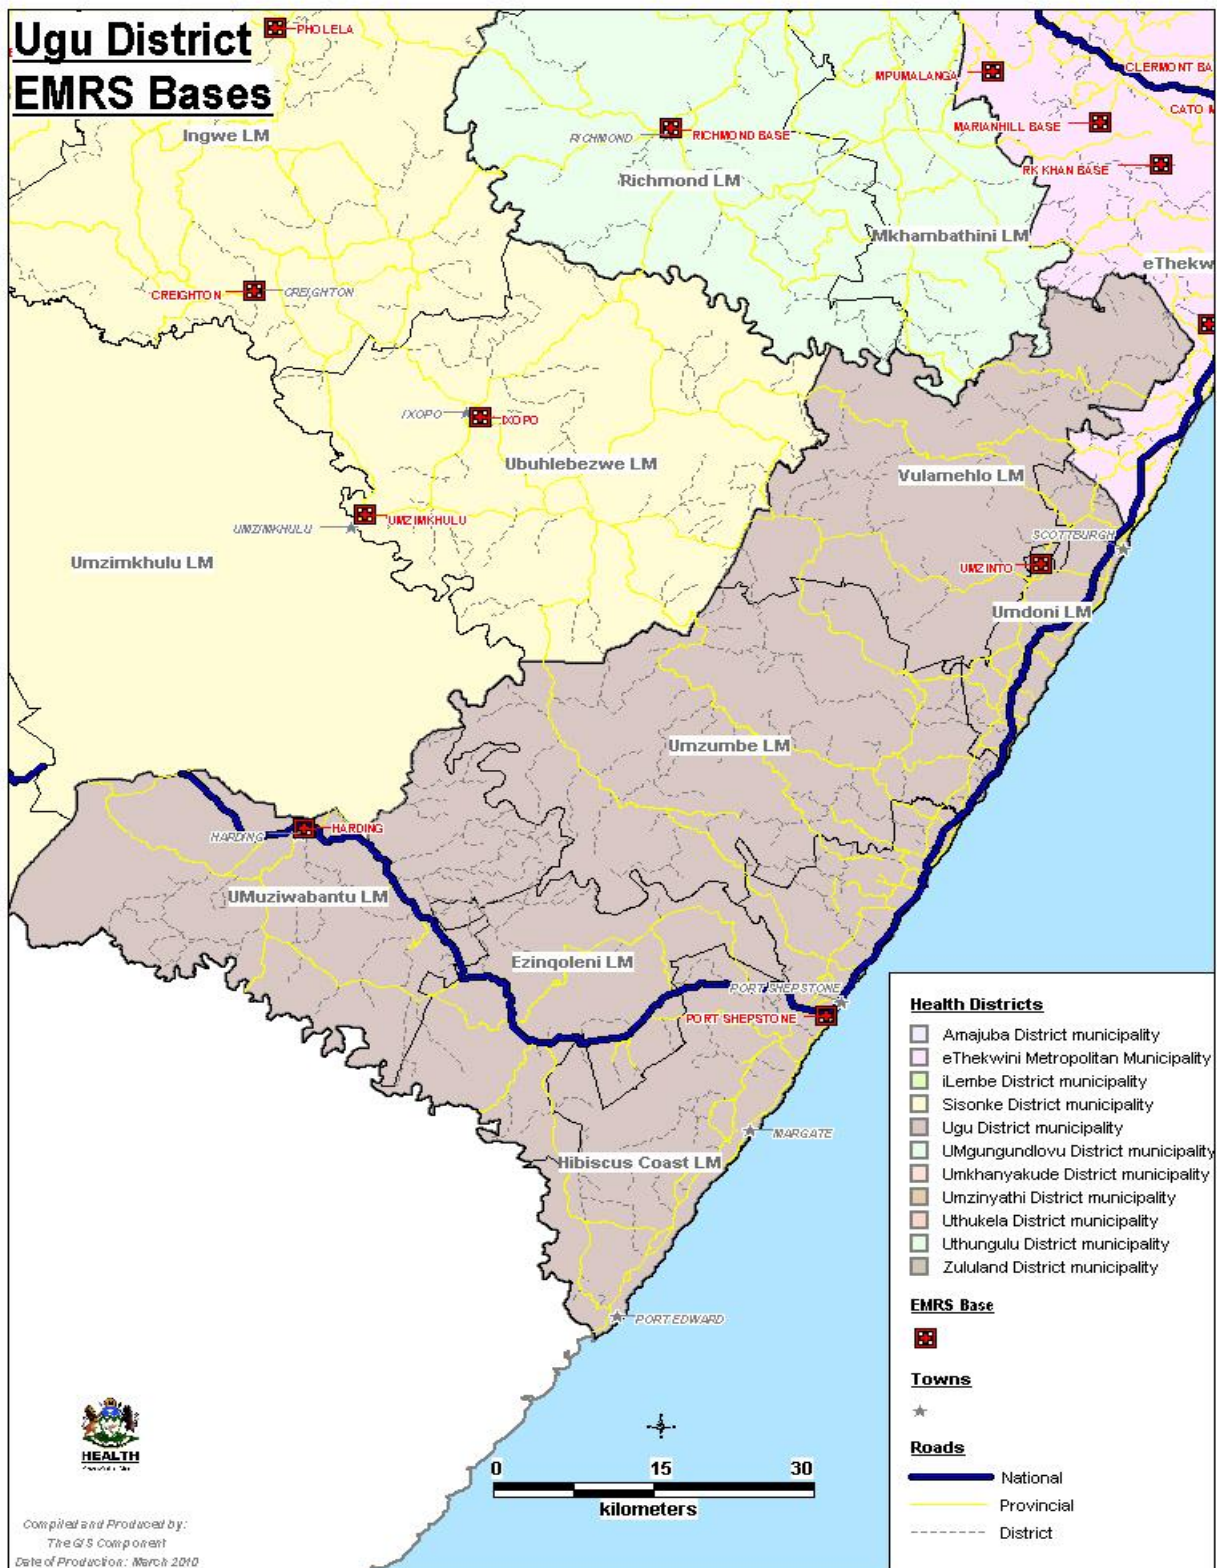 Ugu District
EMRS Bases
PHOLELA
Ingwe LM
RICHMOND
RICHMOND BASE
Richmond LM
MPUMALANGA
CLERMONT BA
CATO M
MARIANHILL BASE
RK KHAN BASE
Mkhambathini LM
eThekw
CREIGHTON
CREIGHTON
IXOPO
IXOPO
Ubuhlebezwe LM
Vulamehlo LM
UMZIMKHULU
UMZIMKHULU
SCOTTBURGH
Umzimkhulu LM
UMZINTO
Umdoni LM
Umzumbe LM
HARDING
HARDING
UMuziwabantu LM
Ezinqoleni LM
PORT SHEPSTONE
PORT SHEPSTONE
MARGATE
Hibiscus Coast LM
PORT EDWARD
Health Districts
Amajuba District municipality
eThekwini Metropolitan Municipality
iLembe District municipality
Sisonke District municipality
Ugu District municipality
UMgungundlovu District municipality
Umkhanyakude District municipality
Umzinyathi District municipality
Uthukela District municipality
Uthungulu District municipality
Zululand District municipality
EMRS Base
Towns
Roads
National
Provincial
District
0 15 30
kilometers
HEALTH
Compiled and Produced by:
The GIS Component
Date of Production: March 2010